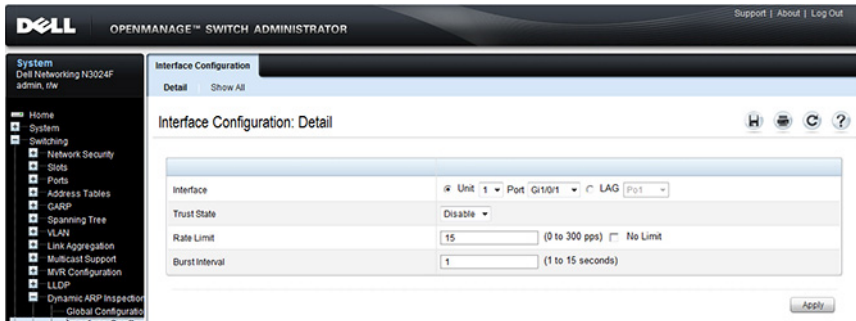 Support | About | Log Out
DELL OPENMANAGE™ SWITCH ADMINISTRATOR
System
Dell Networking N3024F
admin, r/w
Home
System
Switching
Network Security
Slots
Ports
Address Tables
GARP
Spanning Tree
VLAN
Link Aggregation
Multicast Support
MVR Configuration
LLDP
Dynamic ARP Inspection
Global Configuratio
Interface Configuration
Detail Show All
Interface Configuration: Detail
Interface Unit 1 Port Gi1/0/1 LAG Po1
Trust State Disable
Rate Limit 15 (0 to 300 pps) No Limit
Burst Interval 1 (1 to 15 seconds)
Apply